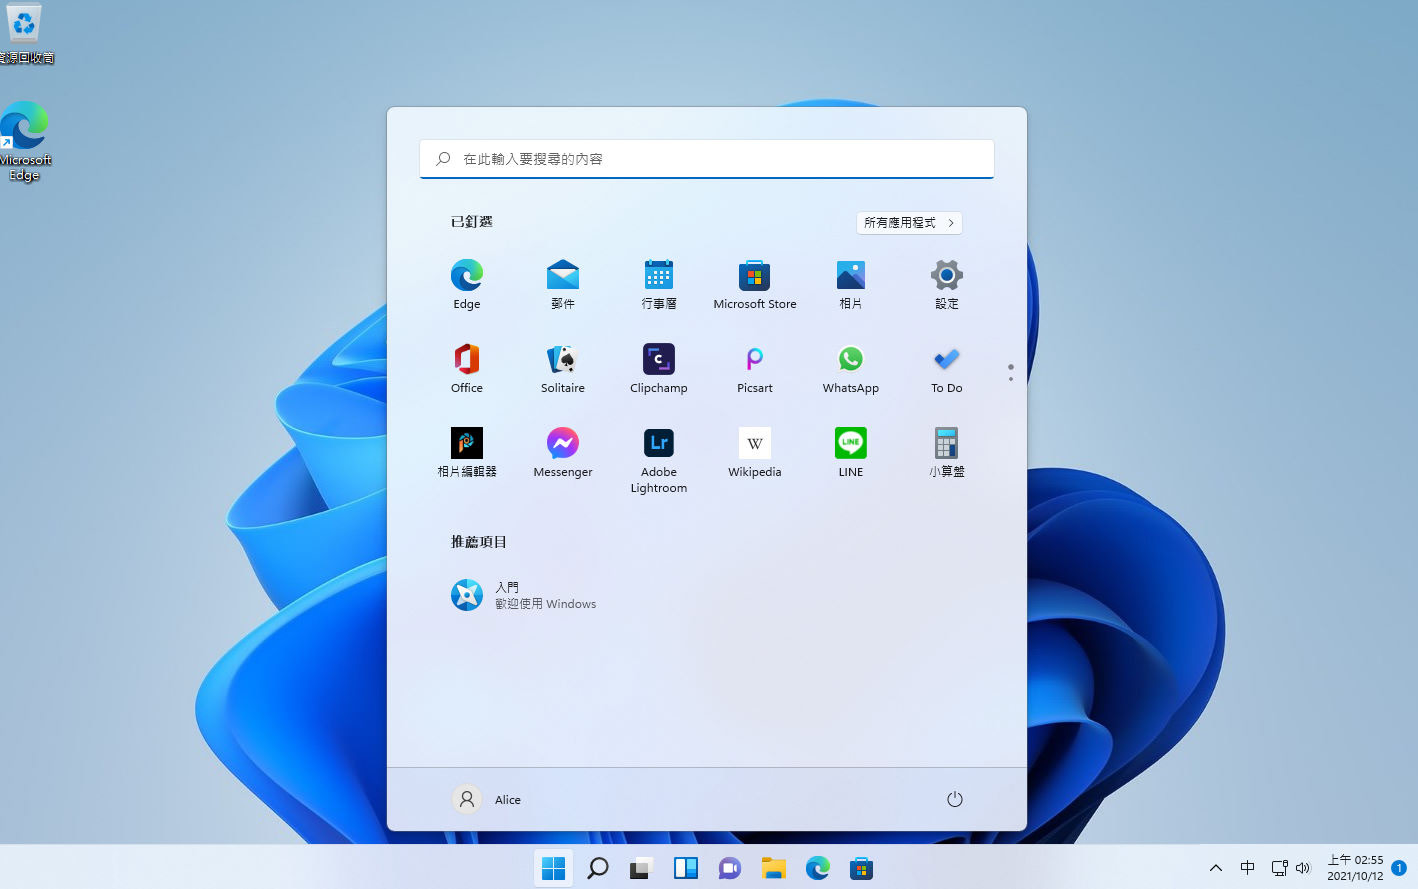 資源回收筒
Microsoft
Edge
在此輸入要搜尋的內容
已釘選
所有應用程式
Edge
郵件
行事曆
Microsoft Store
相片
設定
Office
Solitaire
Clipchamp
Picsart
WhatsApp
To Do
相片編輯器
Messenger
Lr
Adobe
Lightroom
W
Wikipedia
LINE
LINE
小算盤
推薦項目
入門
歡迎使用 Windows
Alice
中
上午 02:55
2021/10/12
1